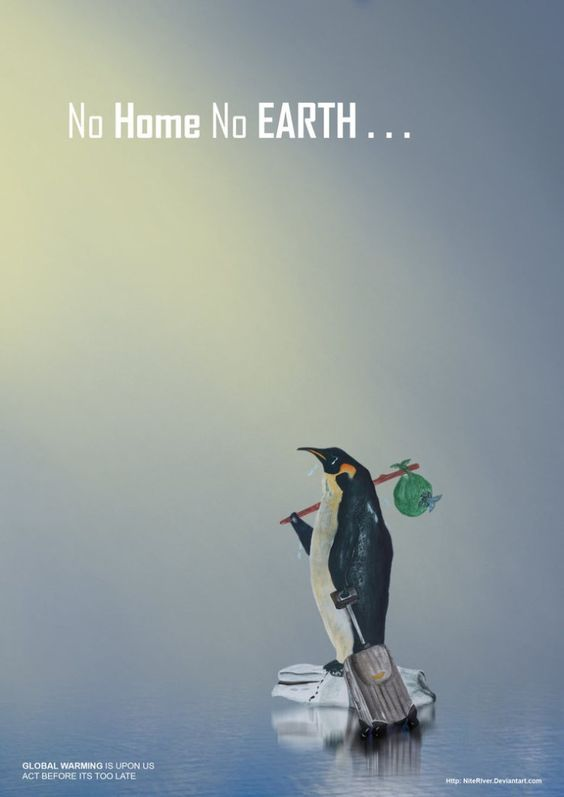 No Home No EARTH . . .
GLOBAL WARMING IS UPON US
ACT BEFORE ITS TOO LATE
Http: NiteRiver.Deviantart.com